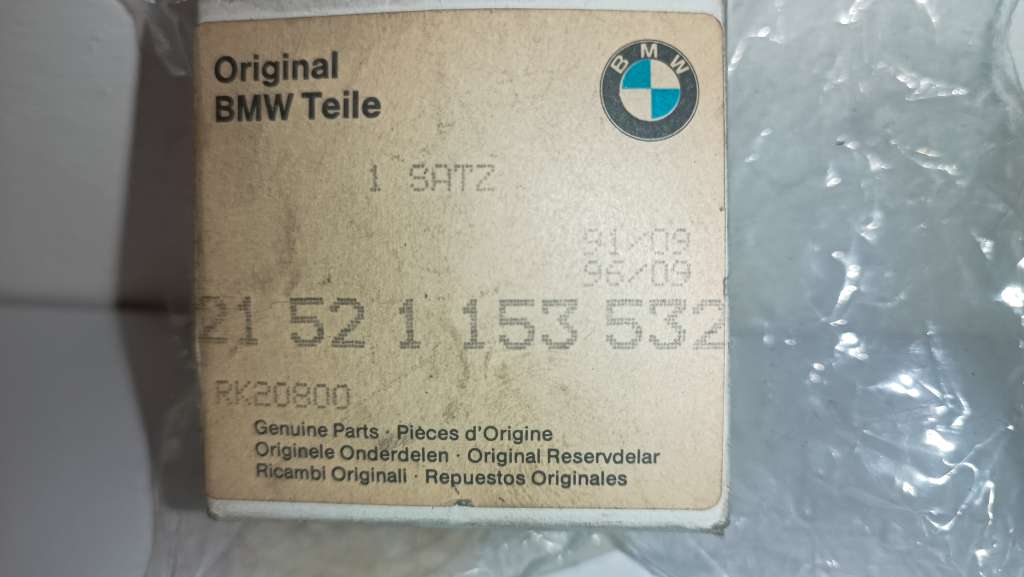 Original
BMW Teile
BMW
1 SATZ
91/09
96/09
21 52 1 153 532
RK20800
Genuine Parts · Pièces d'Origine
Originele Onderdelen · Original Reservdelar
Ricambi Originali · Repuestos Originales